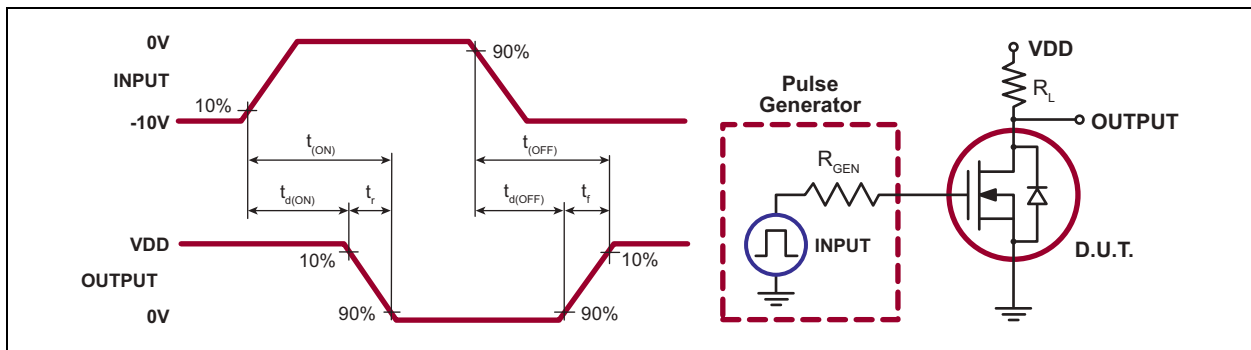 0V
INPUT
-10V
10%
90%
t(ON)
t(OFF)
td(ON)
tr
td(OFF)
tf
VDD
OUTPUT
0V
10%
90%
90%
10%
Pulse
Generator
RGEN
INPUT
VDD
RL
OUTPUT
D.U.T.